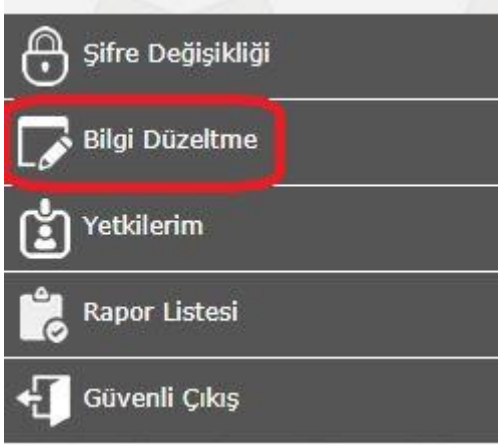 Şifre Değişikliği
Bilgi Düzeltme
Yetkilerim
Rapor Listesi
Güvenli Çıkış